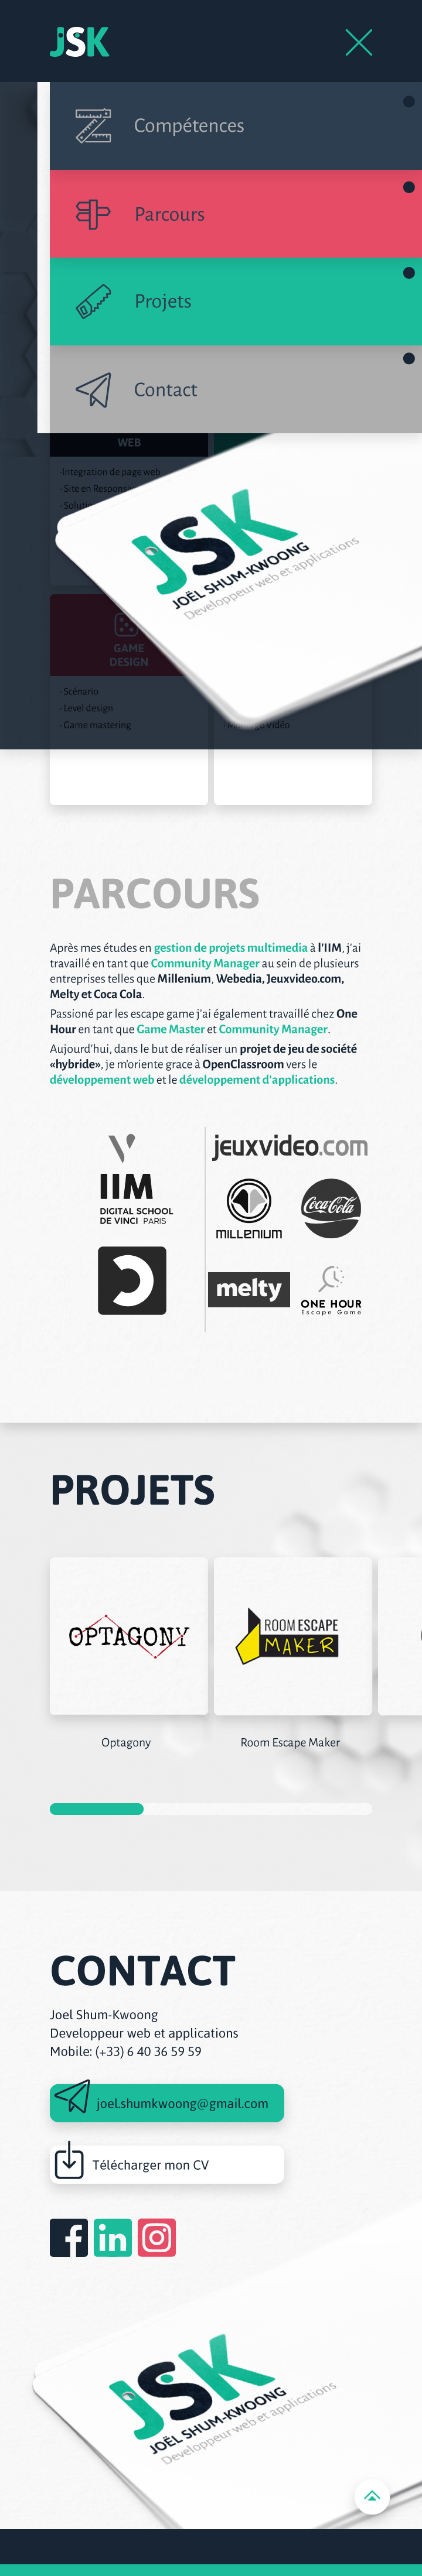 JSK
Compétences
Parcours
Projets
Contact
WEB
-Integration de page web
- Site en Respons
- Soluti
JSK
JOËL SHUM-KWOONG
Developpeur web et applications
GAME
DESIGN
- Scénario
- Level design
- Game mastering
Vidéo
PARCOURS
Après mes études en gestion de projets multimedia à l'IIM, j'ai
travaillé en tant que Community Manager au sein de plusieurs
entreprises telles que Millenium, Webedia, Jeuxvideo.com,
Melty et Coca Cola.
Passioné par les escape game j'ai également travaillé chez One
Hour en tant que Game Master et Community Manager.
Aujourd'hui, dans le but de réaliser un projet de jeu de société
«hybride», je m'oriente grace à OpenClassroom vers le
développement web et le développement d'applications.
IIM
DIGITAL SCHOOL
DE VINCI PARIS
jeuxvideo.com
MILLENIUM
Coca-Cola
melty
ONE HOUR
Escape Game
PROJETS
OPTAGONY
ROOM ESCAPE
MAKER
Optagony
Room Escape Maker
CONTACT
Joel Shum-Kwoong
Developpeur web et applications
Mobile: (+33) 6 40 36 59 59
joel.shumkwoong@gmail.com
Télécharger mon CV
JSK
JOËL SHUM-KWOONG
Developpeur web et applications